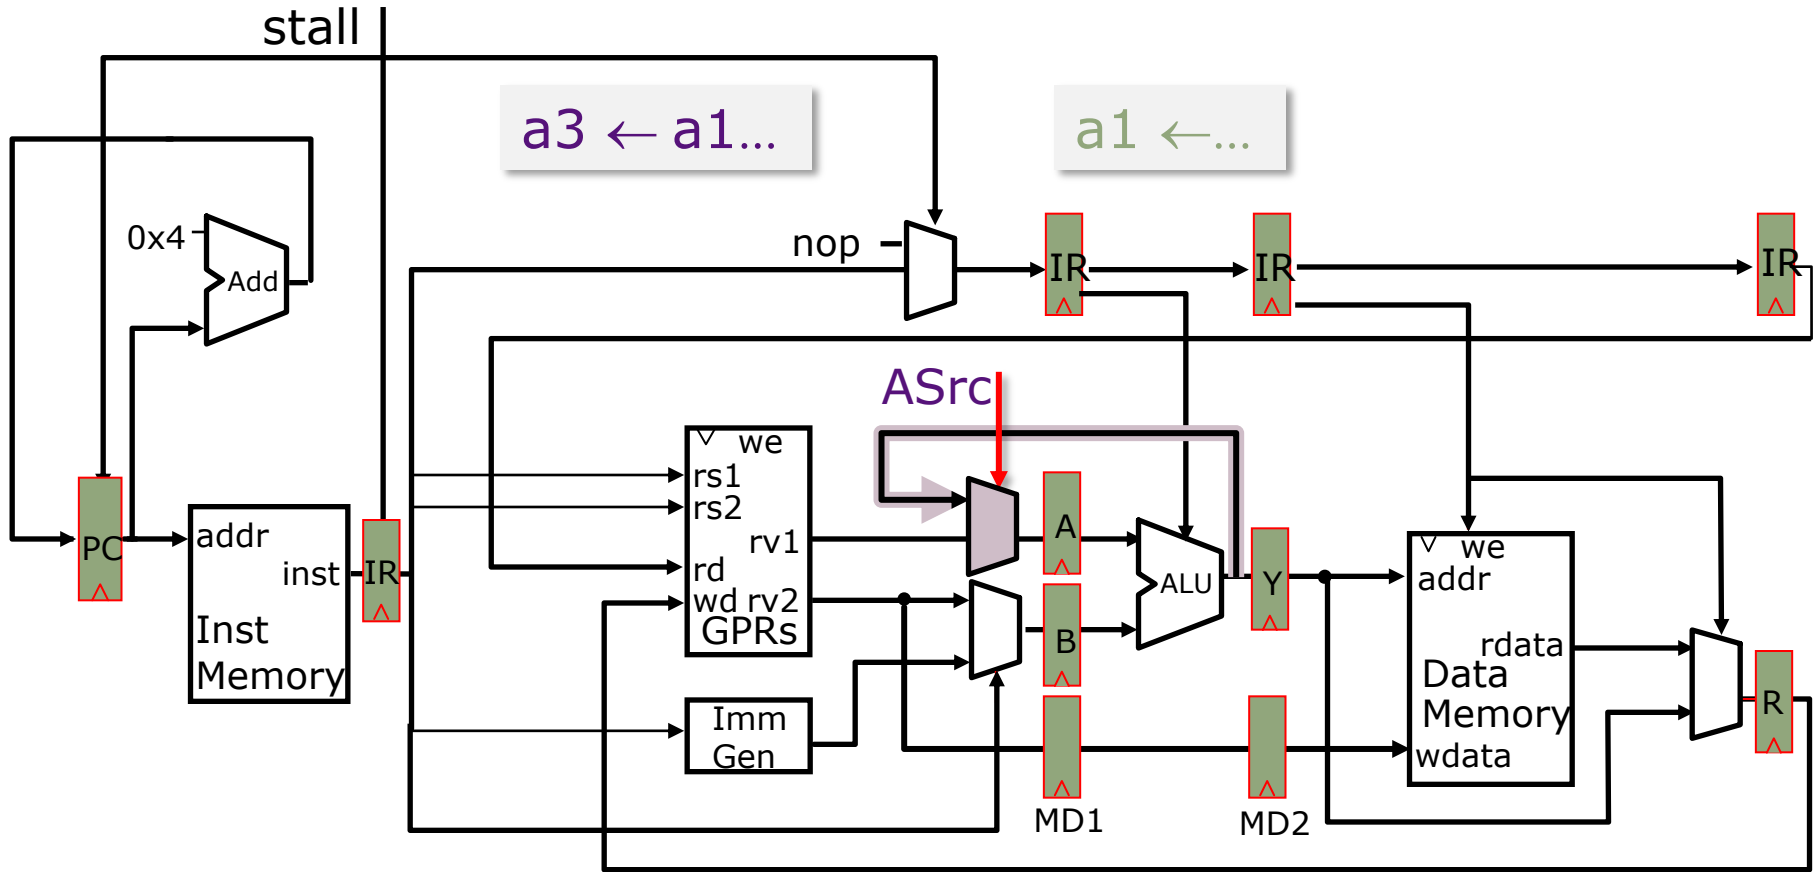 stall
a3 ← a1...
a1 ←...
0x4
Add
nop
IR
IR
IR
ASrc
we
rs1
rs2
rv1
rd
wd rv2
GPRs
A
B
ALU
Y
PC
addr
inst
Inst
Memory
IR
we
addr
rdata
Data
Memory
wdata
R
Imm
Gen
MD1
MD2